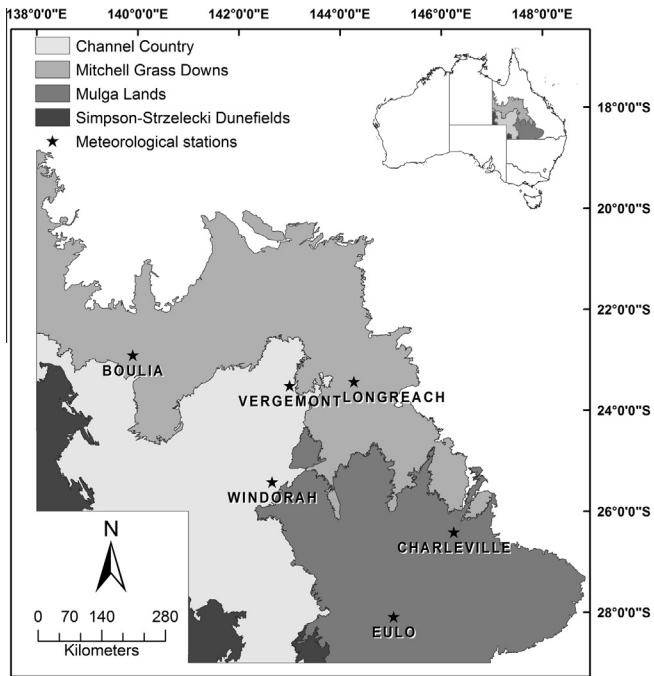 138°0'0"E 140°0'0"E 142°0'0"E 144°0'0"E 146°0'0"E 148°0'0"E
Channel Country
Mitchell Grass Downs
Mulga Lands
Simpson-Strzelecki Dunefields
Meteorological stations
18°0'0"S
20°0'0"S
22°0'0"S
BOULIA
VERGEMONT LONGREACH
24°0'0"S
WINDORAH
26°0'0"S
N
CHARLEVILLE
0 70 140 280
28°0'0"S
EULO
Kilometers